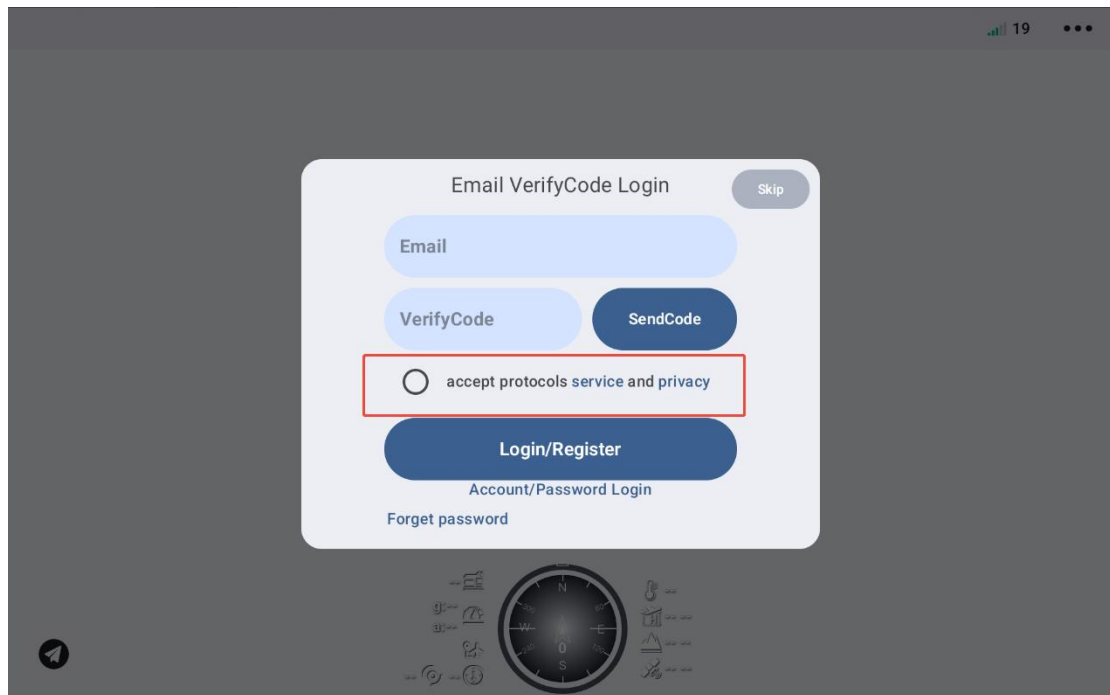 19
Email VerifyCode Login
Skip
Email
VerifyCode
SendCode
accept protocols service and privacy
Login/Register
Account/Password Login
Forget password
N
-- --
g:--
a:--
W
E
0
S
-- --